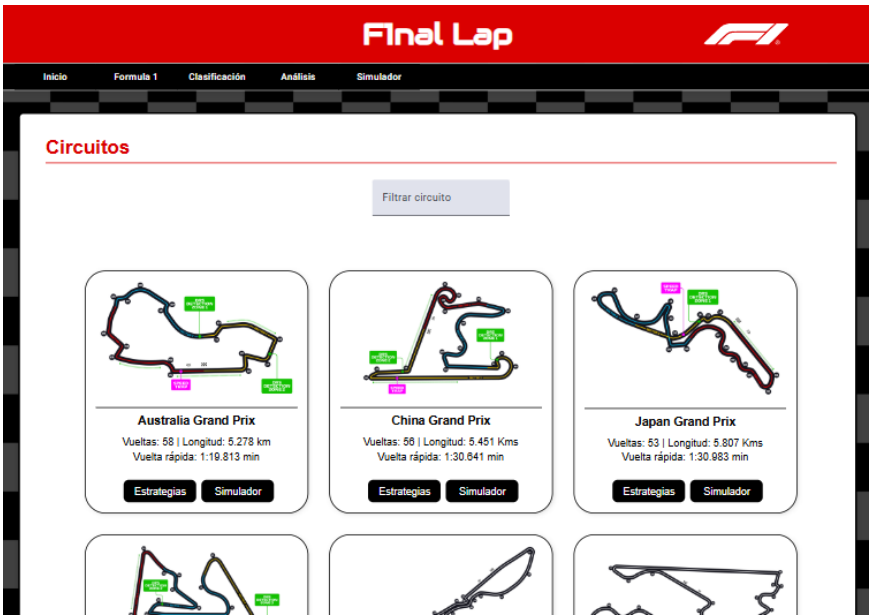 FInal Lap
F1
Inicio Formula 1 Clasificación Análisis Simulador
Circuitos
Filtrar circuito
Australia Grand Prix
Vueltas: 58 | Longitud: 5.278 km
Vuelta rápida: 1:19.813 min
Estrategias Simulador
China Grand Prix
Vueltas: 56 | Longitud: 5.451 Kms
Vuelta rápida: 1:30.641 min
Estrategias Simulador
Japan Grand Prix
Vueltas: 53 | Longitud: 5.807 Kms
Vuelta rápida: 1:30.983 min
Estrategias Simulador